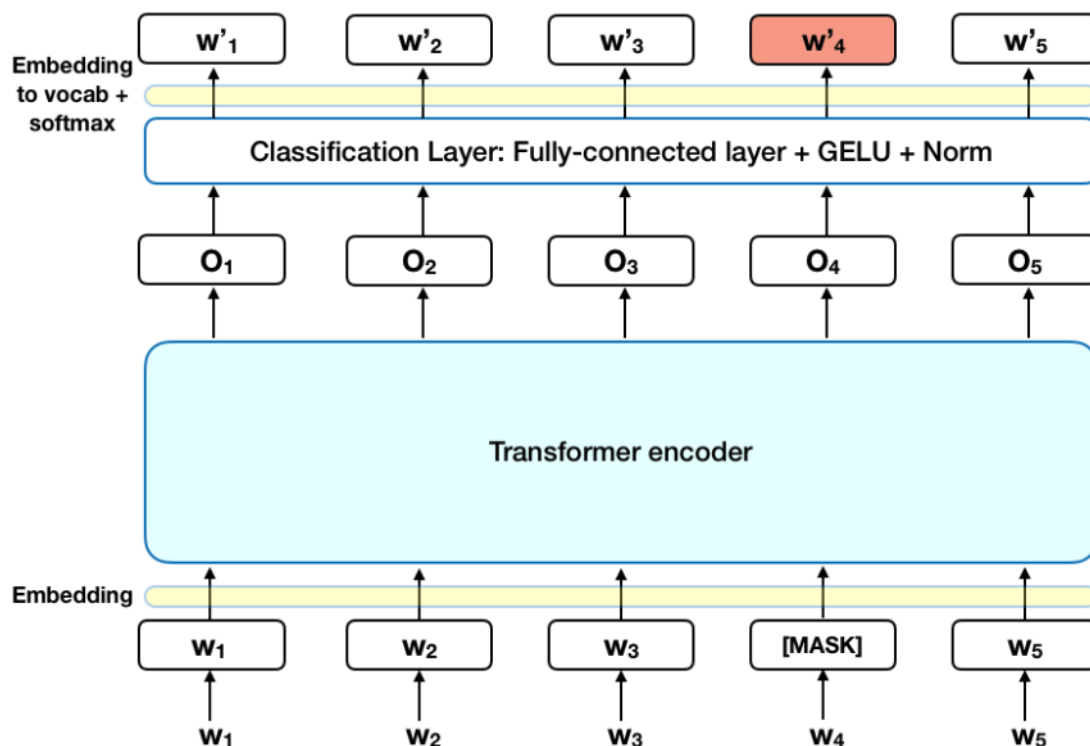 w'₁ w'₂ w'₃ w'₄ w'₅
Embedding
to vocab +
softmax
Classification Layer: Fully-connected layer + GELU + Norm
O₁ O₂ O₃ O₄ O₅
Transformer encoder
Embedding
w₁ w₂ w₃ [MASK] w₅
w₁ w₂ w₃ w₄ w₅